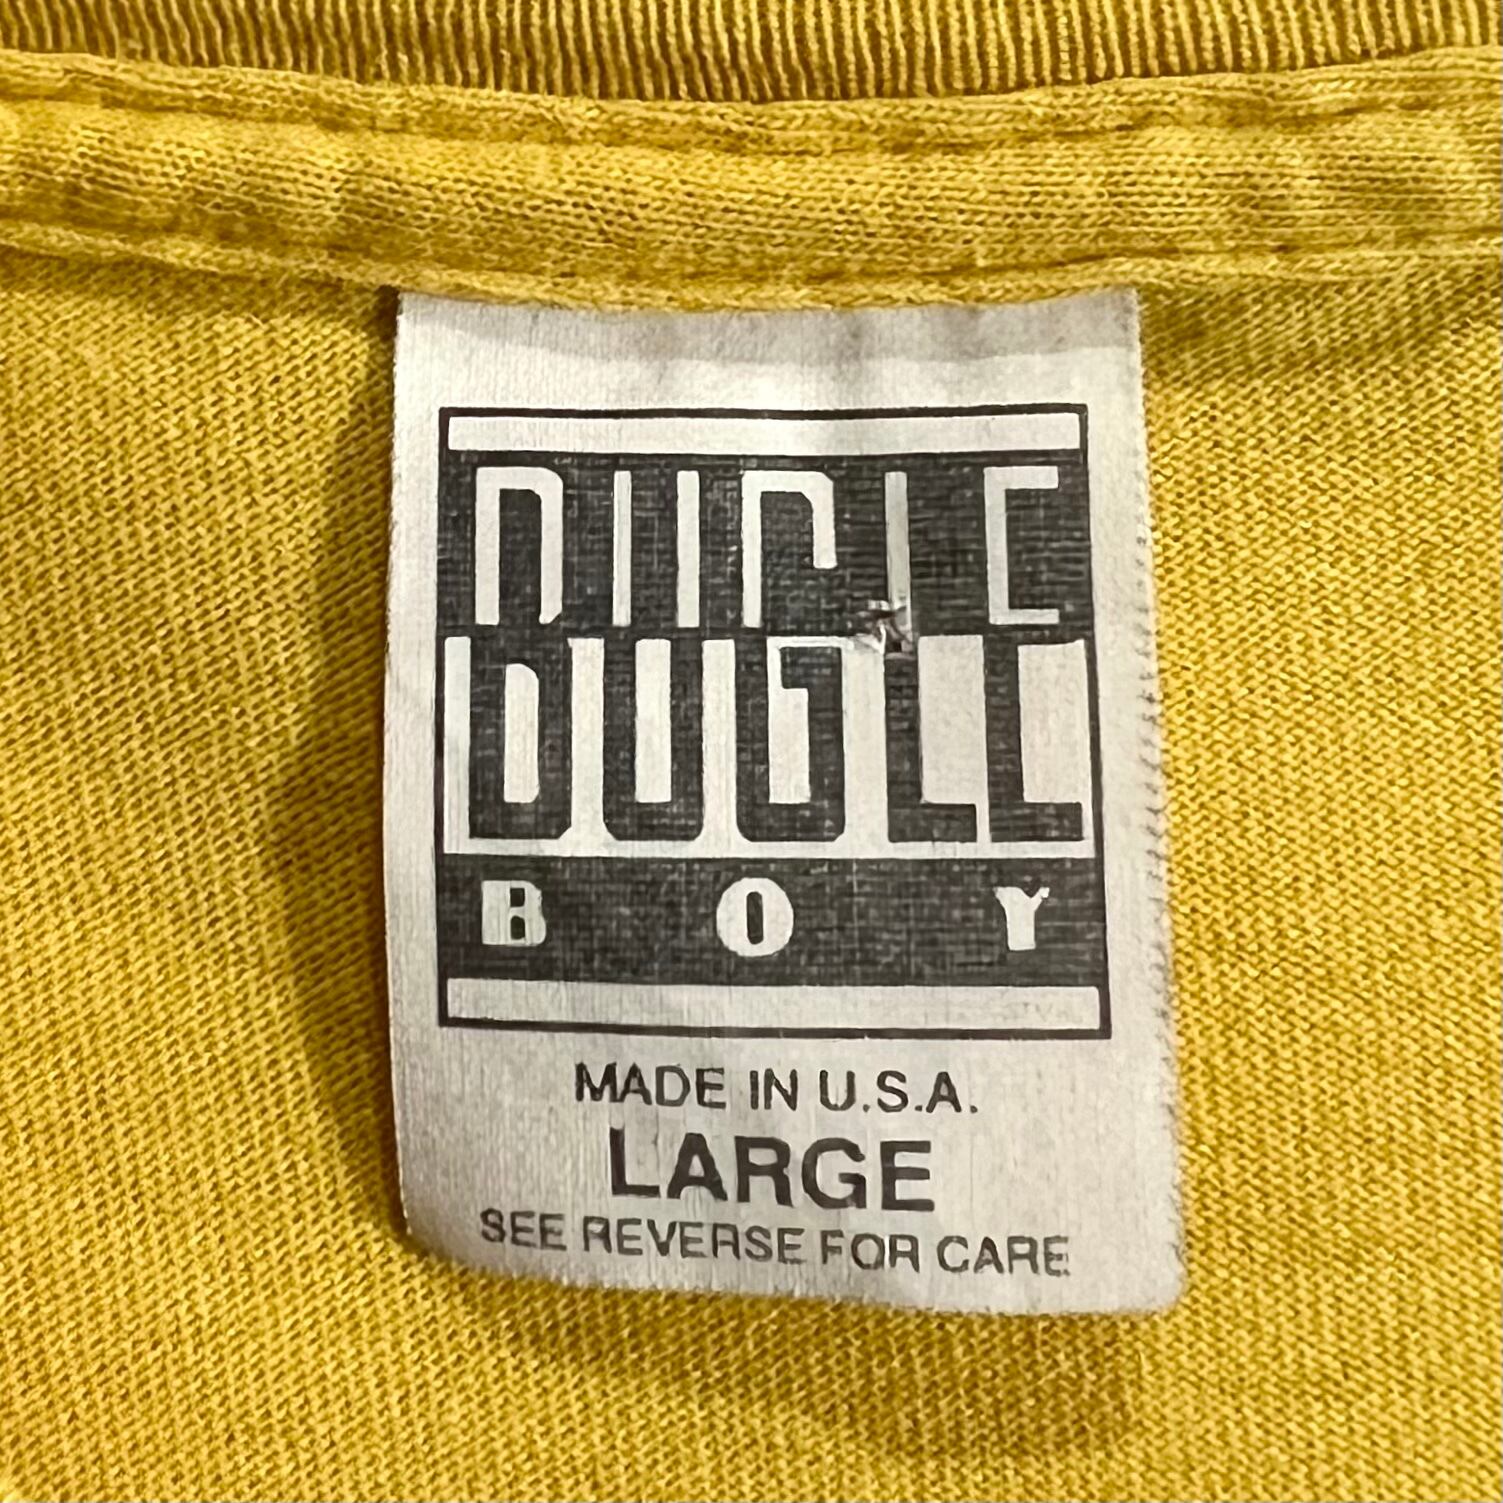 BUGLE
BOY
MADE IN U.S.A.
LARGE
SEE REVERSE FOR CARE